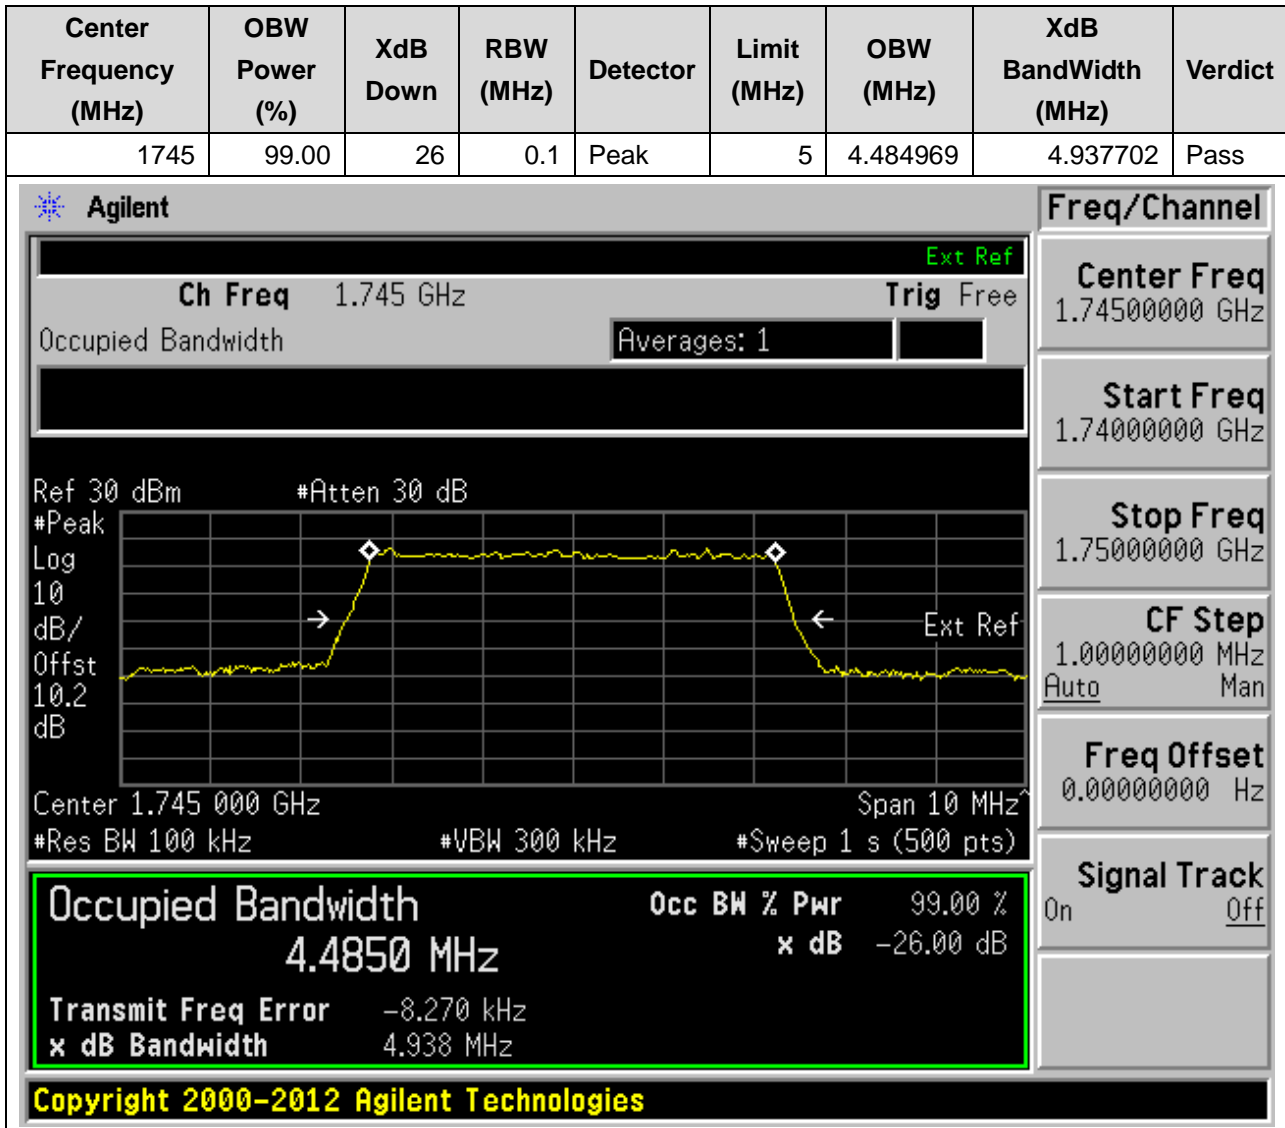 Center Frequency (MHz) OBW Power (%) XdB Down RBW (MHz) Detector Limit (MHz) OBW (MHz) XdB BandWidth (MHz) Verdict
1745 99.00 26 0.1 Peak 5 4.484969 4.937702 Pass
Agilent
Freq/Channel
Ext Ref
Ch Freq 1.745 GHz Trig Free
Occupied Bandwidth Averages: 1
Center Freq
1.74500000 GHz
Start Freq
1.74000000 GHz
Stop Freq
1.75000000 GHz
CF Step
1.00000000 MHz
Auto Man
Freq Offset
0.00000000 Hz
Signal Track
On Off
Ref 30 dBm #Atten 30 dB
#Peak
Log
10
dB/
Offst
10.2
dB
Ext Ref
Center 1.745 000 GHz Span 10 MHz^
#Res BW 100 kHz #VBW 300 kHz #Sweep 1 s (500 pts)
Occupied Bandwidth Occ BW % Pwr 99.00 %
4.4850 MHz x dB -26.00 dB
Transmit Freq Error -8.270 kHz
x dB Bandwidth 4.938 MHz
Copyright 2000-2012 Agilent Technologies